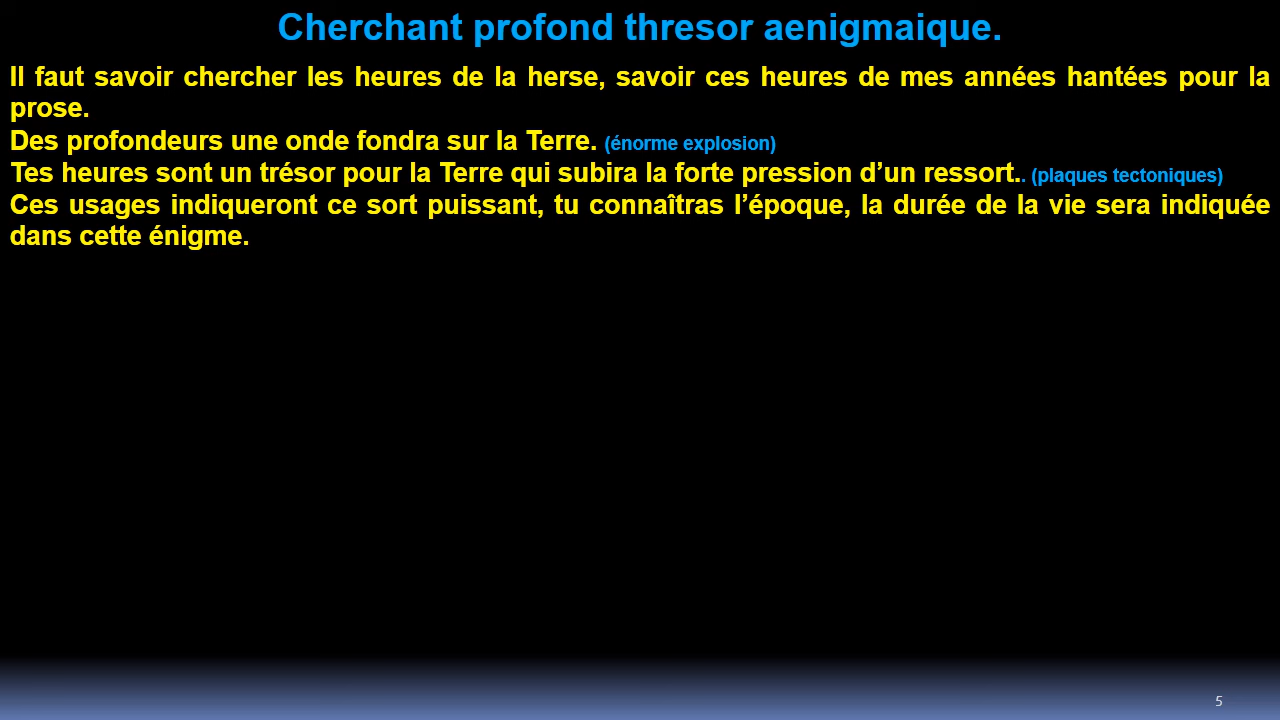 Cherchant profond thresor aenigmaique.
Il faut savoir chercher les heures de la herse, savoir ces heures de mes années hantées pour la
prose.
Des profondeurs une onde fondra sur la Terre. (énorme explosion)
Tes heures sont un trésor pour la Terre qui subira la forte pression d’un ressort.. (plaques tectoniques)
Ces usages indiqueront ce sort puissant, tu connaîtras l’époque, la durée de la vie sera indiquée
dans cette énigme.
5